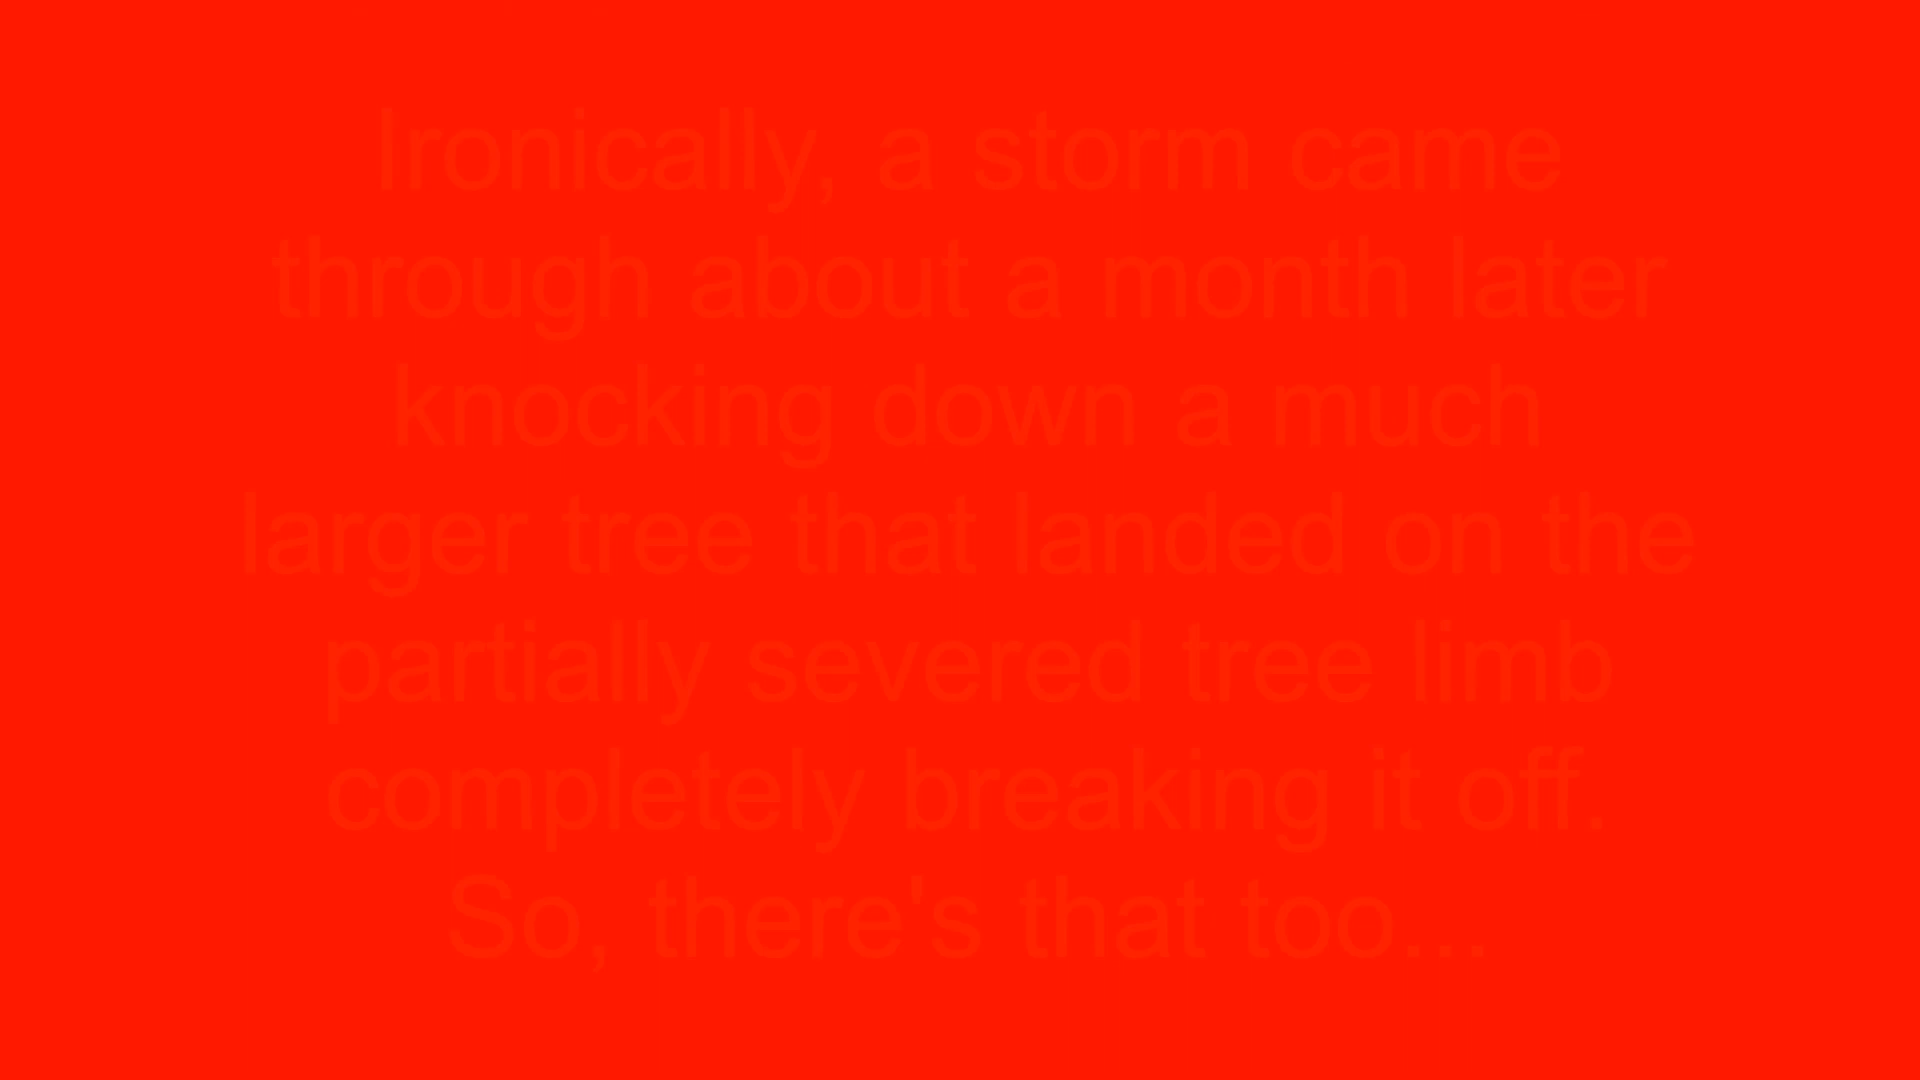 Ironically, a storm came
through about a month later
knocking down a much
larger tree that landed on the
partially severed tree limb
completely breaking it off.
So, there's that too...